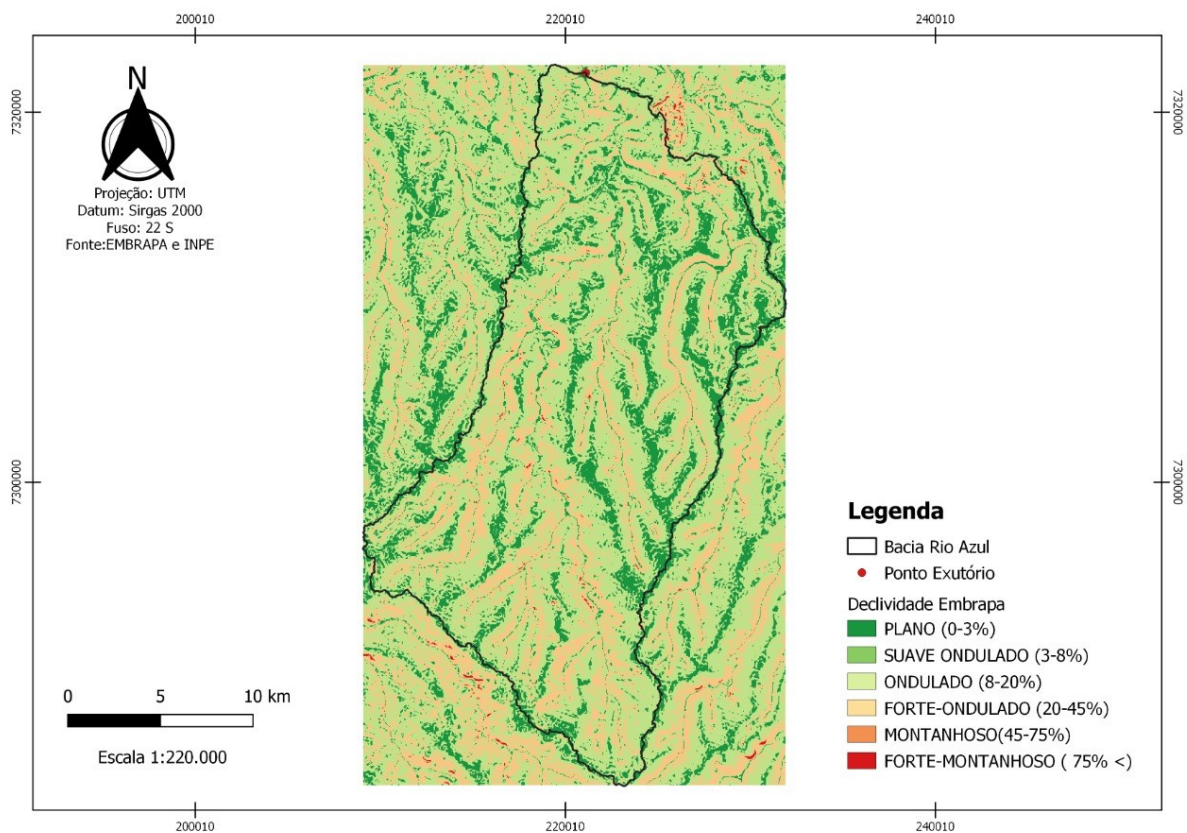 200010
220010
240010
7320000
7320000
N
Projeção: UTM
Datum: Sirgas 2000
Fuso: 22 S
Fonte:EMBRAPA e INPE
7300000
7300000
Legenda
Bacia Rio Azul
Ponto Exutório
Declividade Embrapa
PLANO (0-3%)
SUAVE ONDULADO (3-8%)
ONDULADO (8-20%)
FORTE-ONDULADO (20-45%)
MONTANHOSO(45-75%)
FORTE-MONTANHOSO ( 75% <)
0 5 10 km
Escala 1:220.000
200010
220010
240010